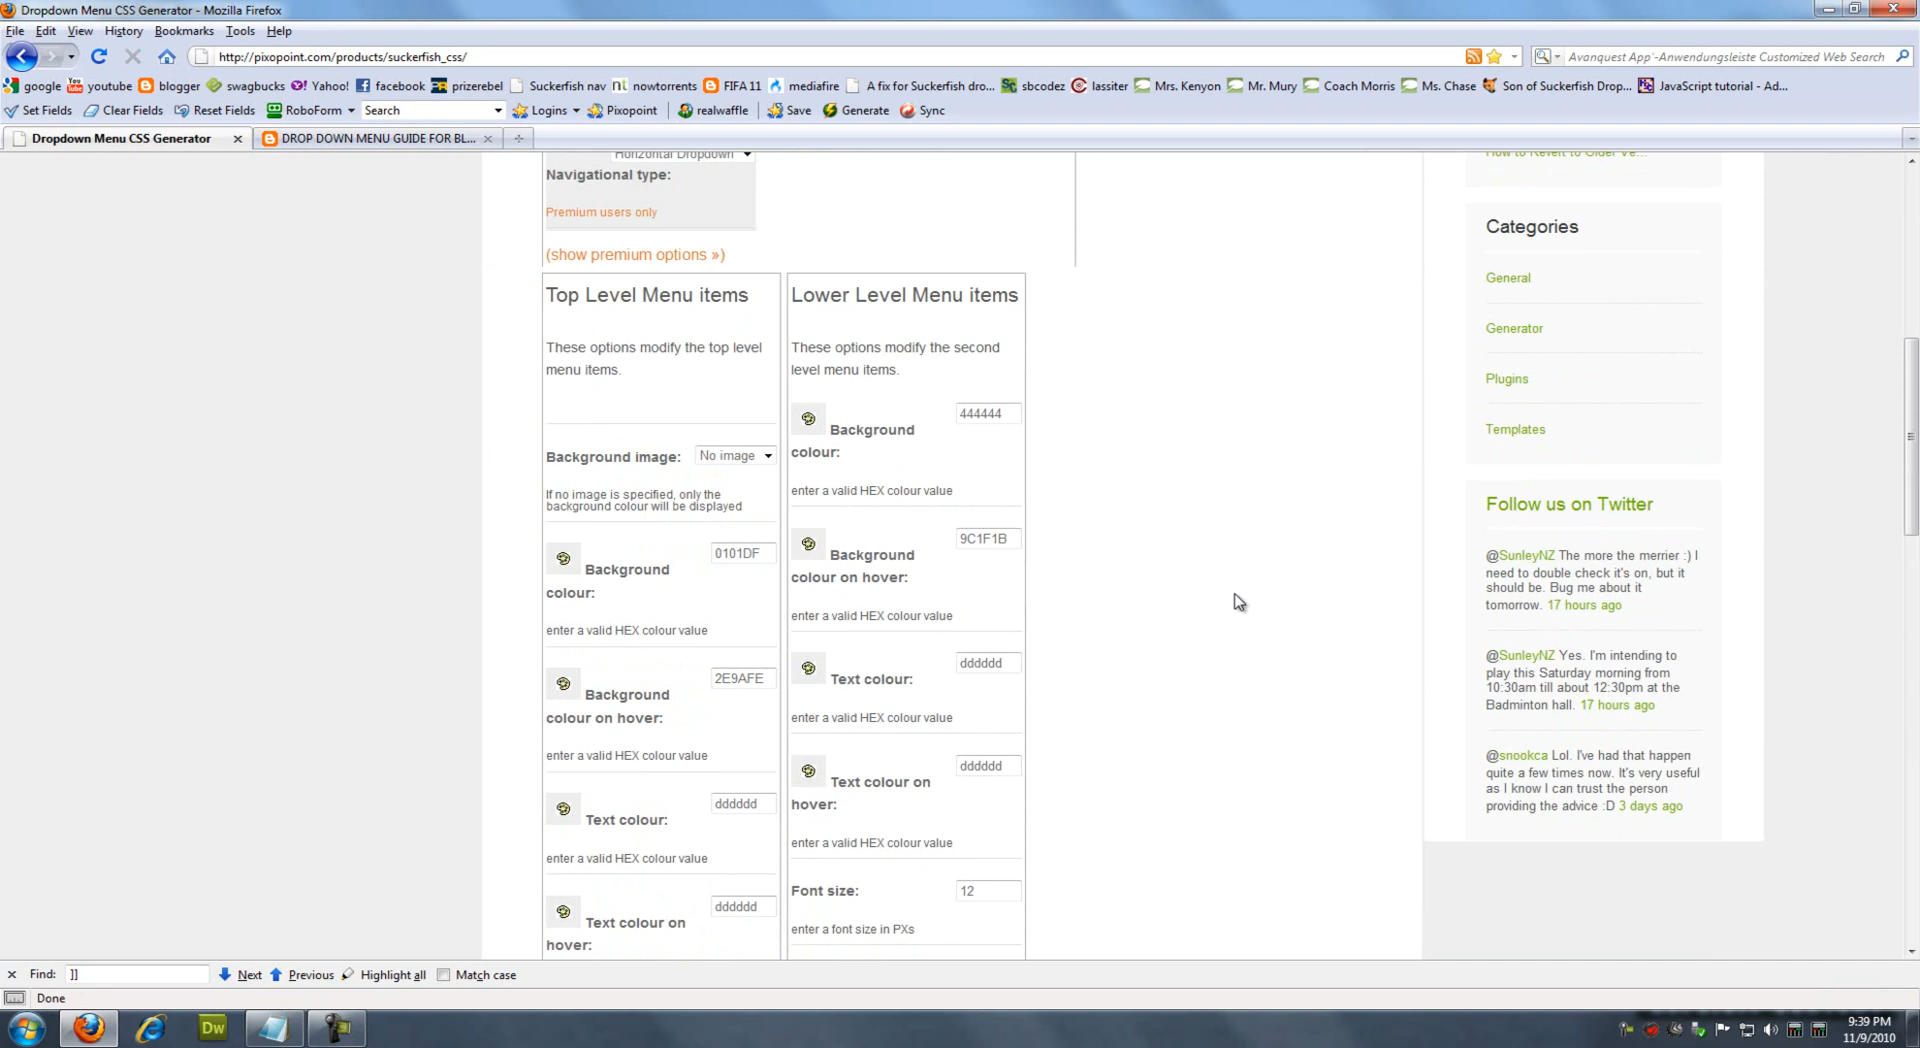 Dropdown Menu CSS Generator - Mozilla Firefox
File Edit View History Bookmarks Tools Help
http://pixopoint.com/products/suckerfish_css/
Avanquest App´-Anwendungsleiste Customized Web Search
google youtube blogger swagbucks Yahoo! facebook prizerebel Suckerfish nav nowtorrents FIFA 11 mediafire A fix for Suckerfish dro... sbcodez lassiter Mrs. Kenyon Mr. Mury Coach Morris Ms. Chase Son of Suckerfish Drop... JavaScript tutorial - Ad...
Set Fields Clear Fields Reset Fields RoboForm Search Logins Pixopoint realwaffle Save Generate Sync
Dropdown Menu CSS Generator
DROP DOWN MENU GUIDE FOR BL...
Horizontal Dropdown
Navigational type:
Premium users only
(show premium options »)
Top Level Menu items
These options modify the top level
menu items.
Background image:
No image
If no image is specified, only the
background colour will be displayed
Background
colour:
0101DF
enter a valid HEX colour value
Background
colour on hover:
2E9AFE
enter a valid HEX colour value
Text colour:
dddddd
enter a valid HEX colour value
Text colour on
hover:
dddddd
Lower Level Menu items
These options modify the second
level menu items.
Background
colour:
444444
enter a valid HEX colour value
Background
colour on hover:
9C1F1B
enter a valid HEX colour value
Text colour:
dddddd
enter a valid HEX colour value
Text colour on
hover:
dddddd
enter a valid HEX colour value
Font size:
12
enter a font size in PXs
How to Revert to Older Ve...
Categories
General
Generator
Plugins
Templates
Follow us on Twitter
@SunleyNZ The more the merrier :) I
need to double check it's on, but it
should be. Bug me about it
tomorrow. 17 hours ago
@SunleyNZ Yes. I'm intending to
play this Saturday morning from
10:30am till about 12:30pm at the
Badminton hall. 17 hours ago
@snookca Lol. I've had that happen
quite a few times now. It's very useful
as I know I can trust the person
providing the advice :D 3 days ago
Find: ]] Next Previous Highlight all Match case
Done
Dw
9:39 PM
11/9/2010